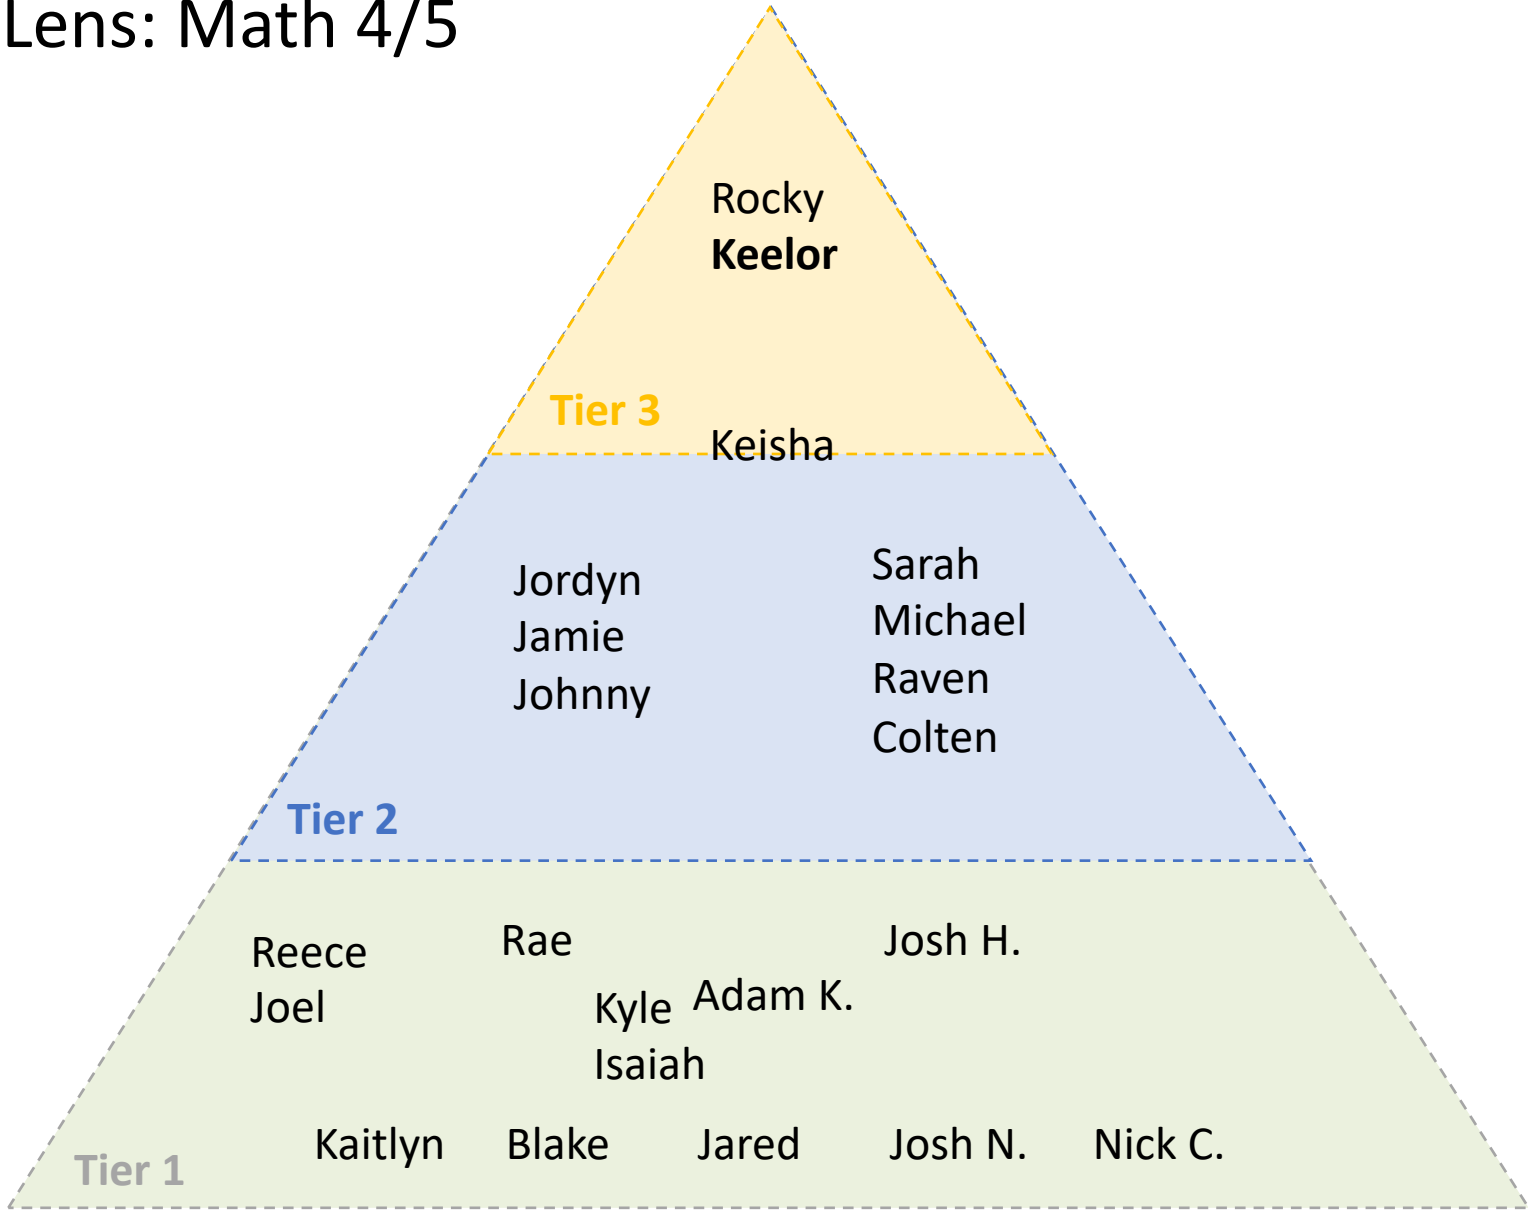 Lens: Math 4/5
Rocky
Keelor
Tier 3
Keisha
Jordyn
Jamie
Johnny
Sarah
Michael
Raven
Colten
Tier 2
Reece
Joel
Rae
Kyle
Isaiah
Adam K.
Josh H.
Kaitlyn
Blake
Jared
Josh N.
Nick C.
Tier 1